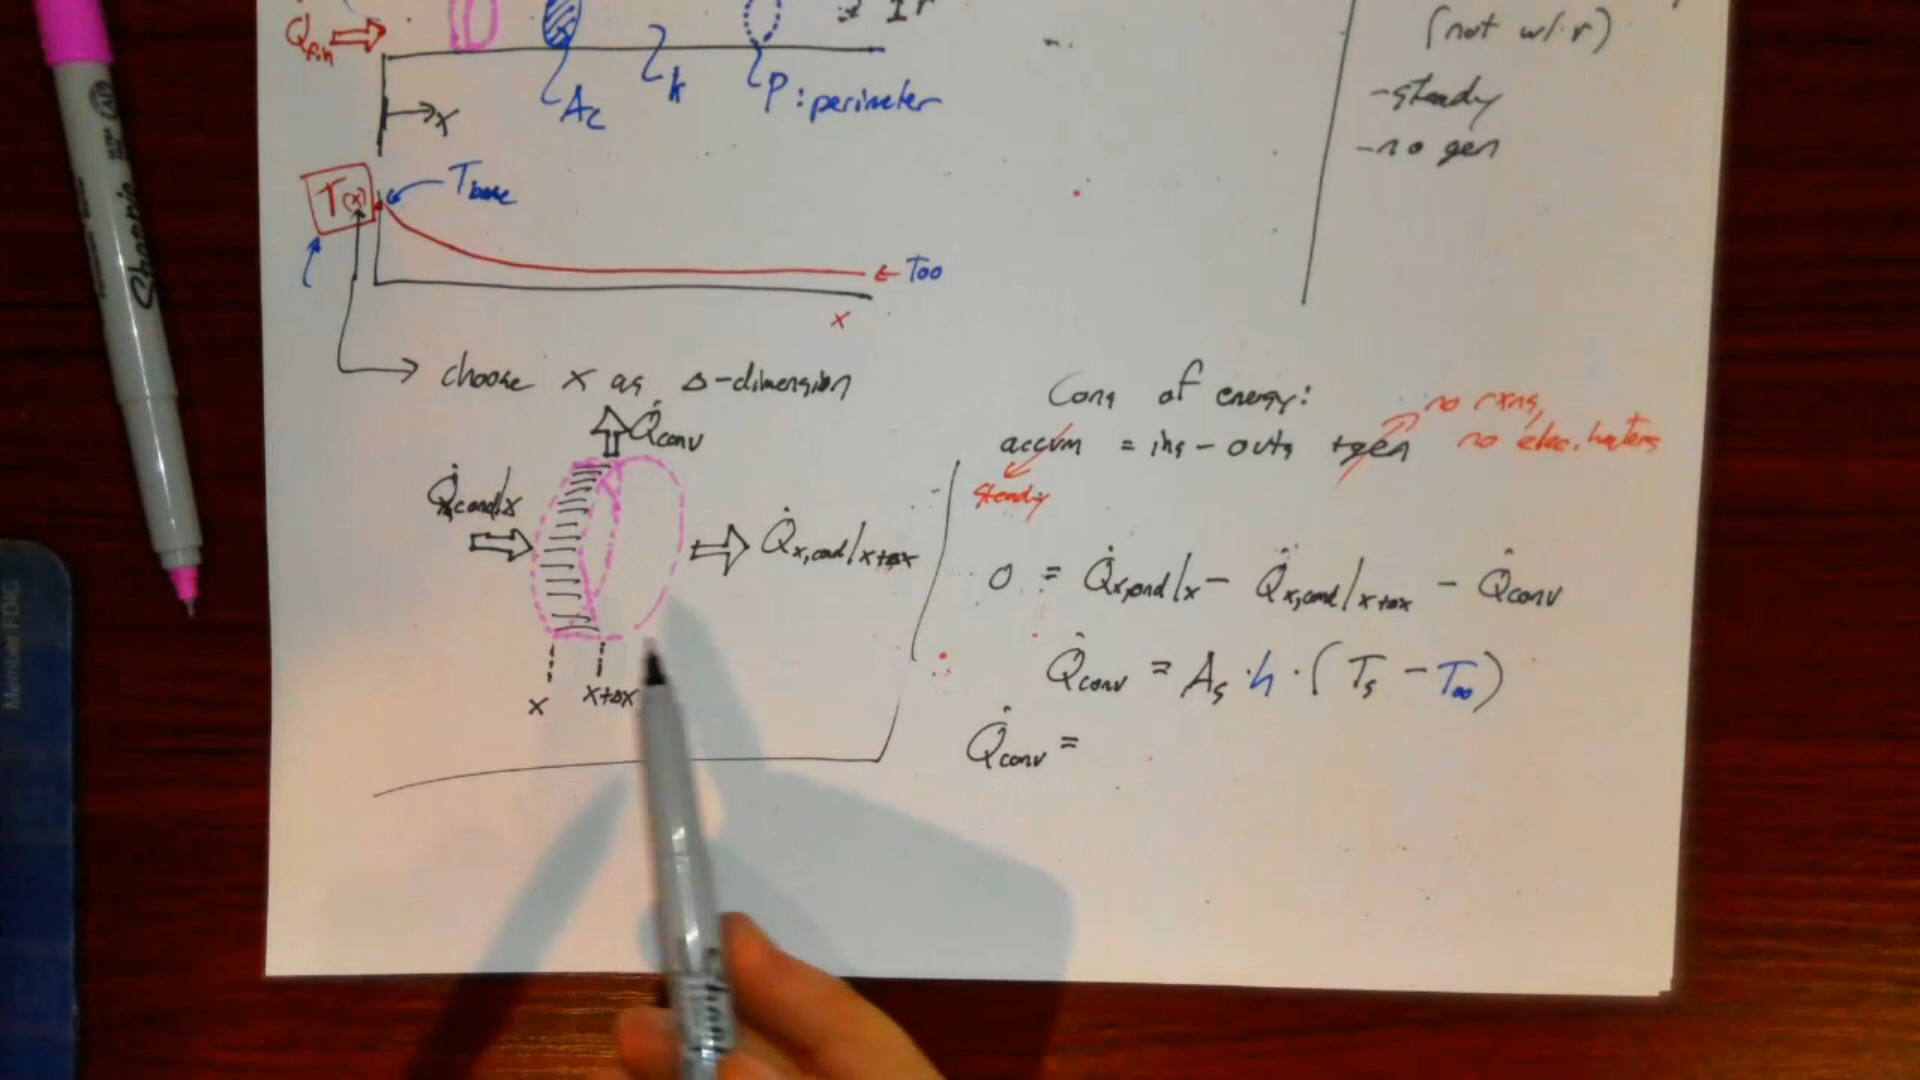 Q̇fin
Ac
k
P : perimeter
x
(not w/ r)
-steady
-no gen
T(x)
Tbase
T∞
x
choose x as Δ-dimension
Q̇conv
Q̇x,cond|x
Q̇x,cond|x+Δx
x
x+Δx
Cons of energy:
no rxns,
accum = ins - outs + gen
no elec. heaters
steady
0 = Q̇x,cond|x - Q̇x,cond|x+Δx - Q̇conv
Q̇conv = As · h · (Ts - T∞)
Q̇conv =
Sharpie
Member FDIC